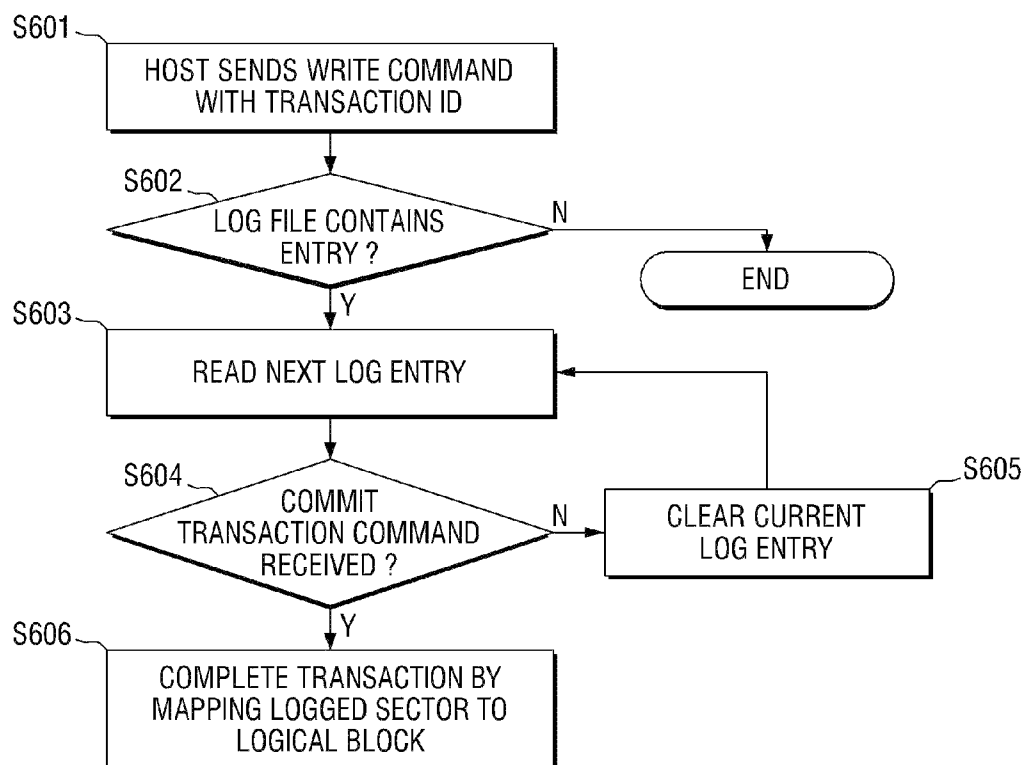 S601
HOST SENDS WRITE COMMAND
WITH TRANSACTION ID
S602
LOG FILE CONTAINS
ENTRY ?
N
END
Y
S603
READ NEXT LOG ENTRY
S604
COMMIT
TRANSACTION COMMAND
RECEIVED ?
N
S605
CLEAR CURRENT
LOG ENTRY
Y
S606
COMPLETE TRANSACTION BY
MAPPING LOGGED SECTOR TO
LOGICAL BLOCK